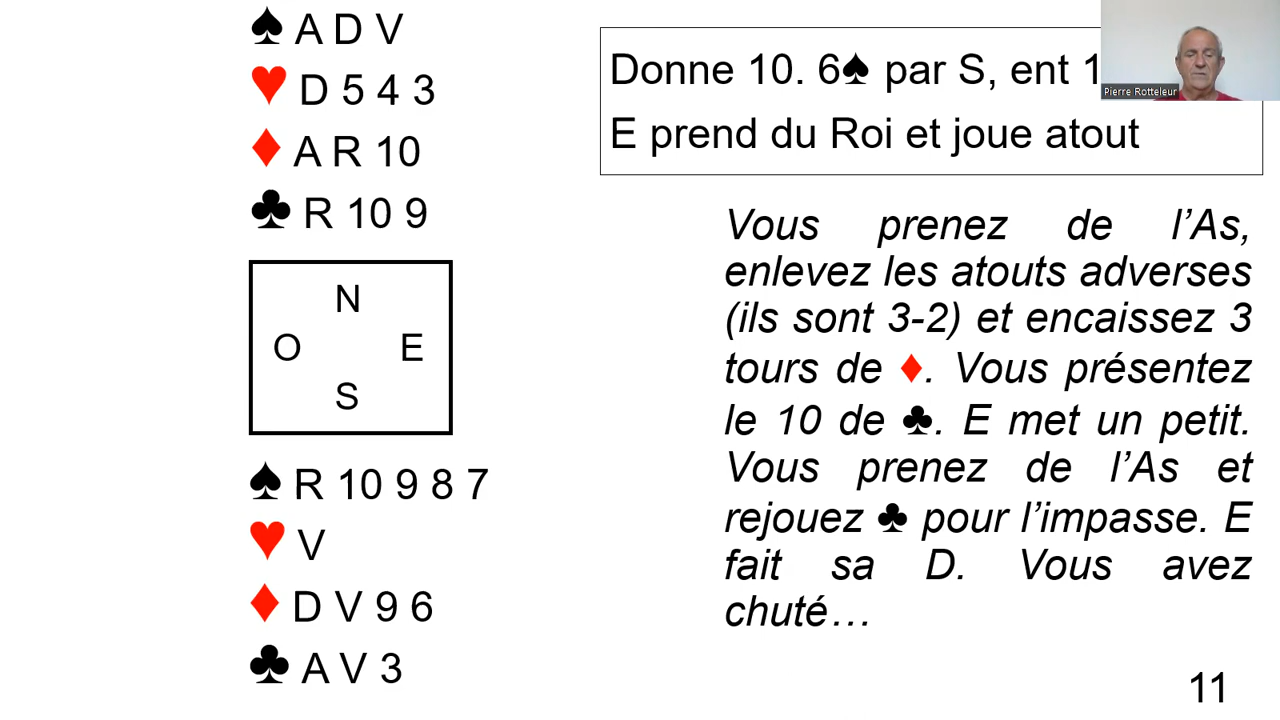 ♠ A D V
♥ D 5 4 3
♦ A R 10
♣ R 10 9
N
O E
S
♠ R 10 9 8 7
♥ V
♦ D V 9 6
♣ A V 3
Donne 10. 6♠ par S, ent 1
E prend du Roi et joue atout
Pierre Rotteleur
Vous prenez de l’As,
enlevez les atouts adverses
(ils sont 3-2) et encaissez 3
tours de ♦. Vous présentez
le 10 de ♣. E met un petit.
Vous prenez de l’As et
rejouez ♣ pour l’impasse. E
fait sa D. Vous avez
chuté…
11